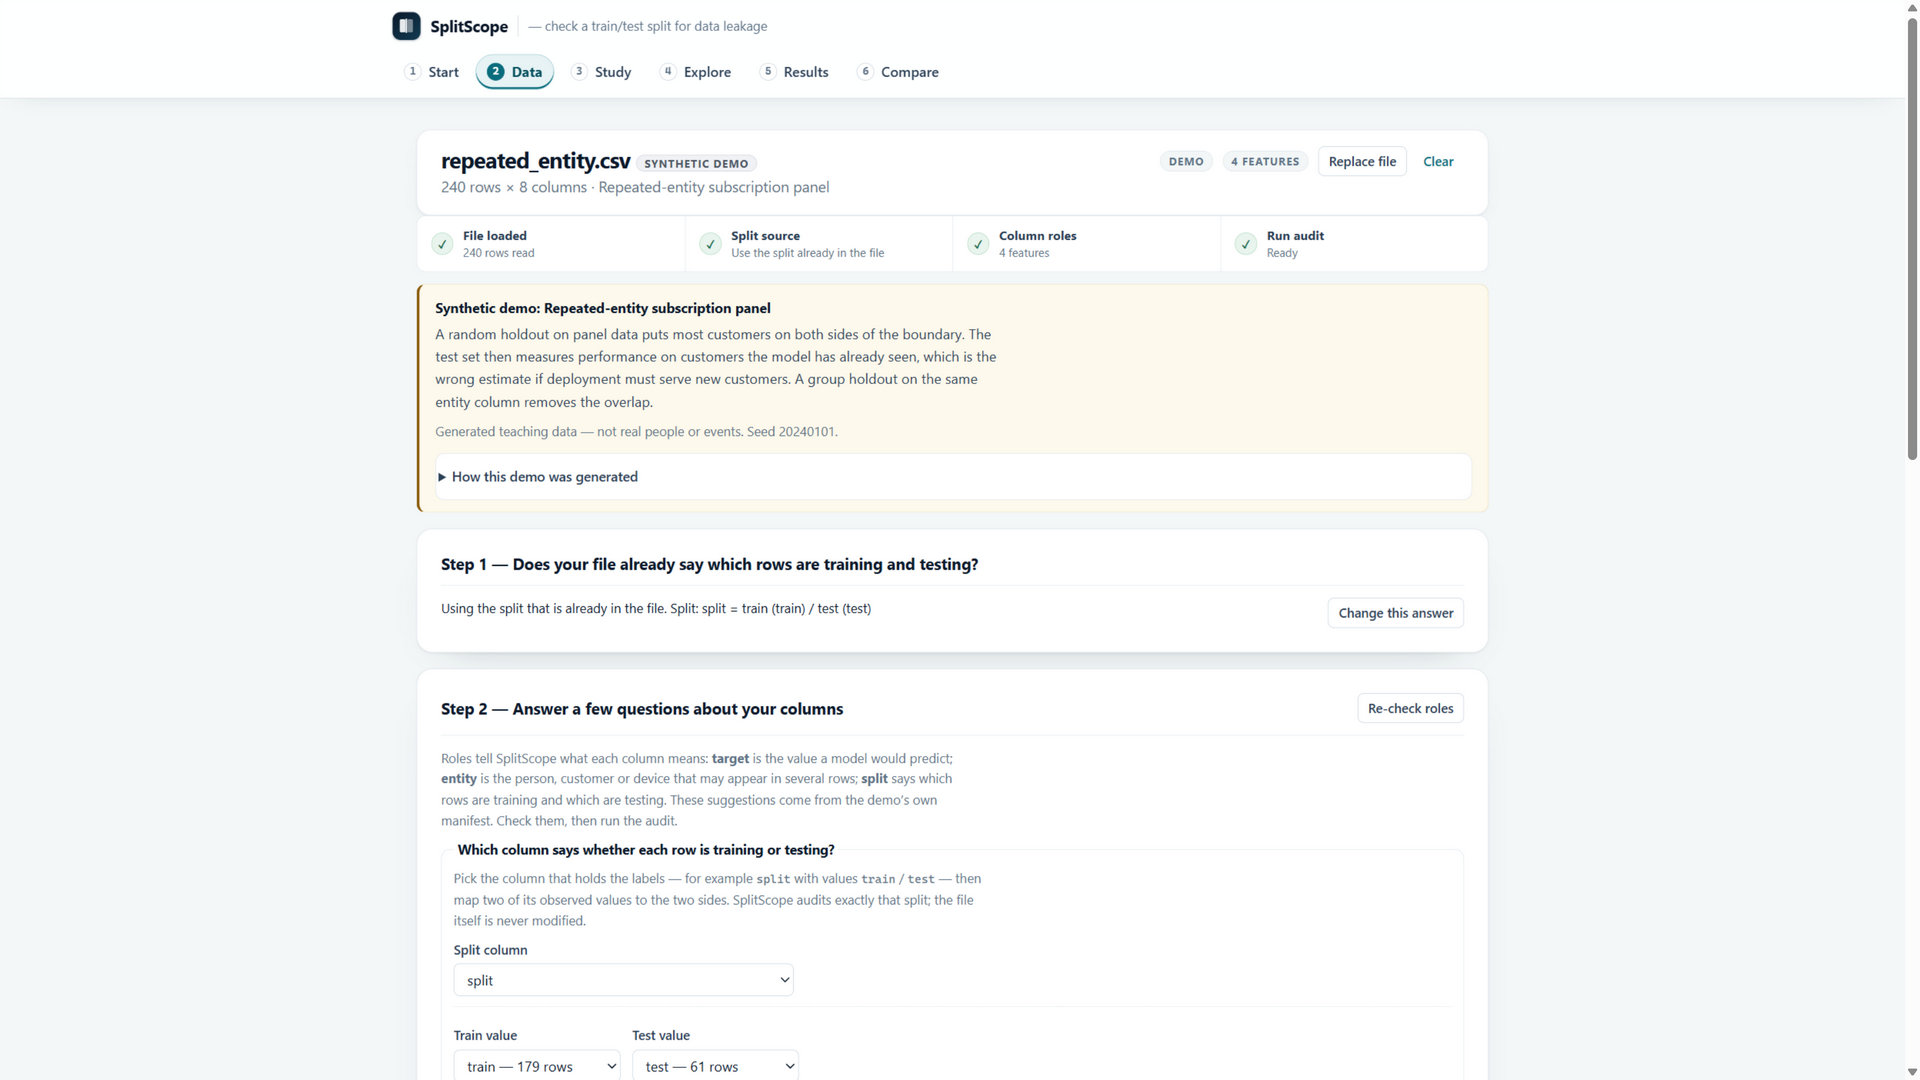 SplitScope
— check a train/test split for data leakage
1 Start
2 Data
3 Study
4 Explore
5 Results
6 Compare
repeated_entity.csv SYNTHETIC DEMO
DEMO
4 FEATURES
Replace file
Clear
240 rows × 8 columns · Repeated-entity subscription panel
✓ File loaded
240 rows read
✓ Split source
Use the split already in the file
✓ Column roles
4 features
✓ Run audit
Ready
Synthetic demo: Repeated-entity subscription panel
A random holdout on panel data puts most customers on both sides of the boundary. The
test set then measures performance on customers the model has already seen, which is the
wrong estimate if deployment must serve new customers. A group holdout on the same
entity column removes the overlap.
Generated teaching data — not real people or events. Seed 20240101.
How this demo was generated
Step 1 — Does your file already say which rows are training and testing?
Using the split that is already in the file. Split: split = train (train) / test (test)
Change this answer
Step 2 — Answer a few questions about your columns
Re-check roles
Roles tell SplitScope what each column means: target is the value a model would predict;
entity is the person, customer or device that may appear in several rows; split says which
rows are training and which are testing. These suggestions come from the demo's own
manifest. Check them, then run the audit.
Which column says whether each row is training or testing?
Pick the column that holds the labels — for example split with values train / test — then
map two of its observed values to the two sides. SplitScope audits exactly that split; the file
itself is never modified.
Split column
split
Train value
Test value
train — 179 rows
test — 61 rows